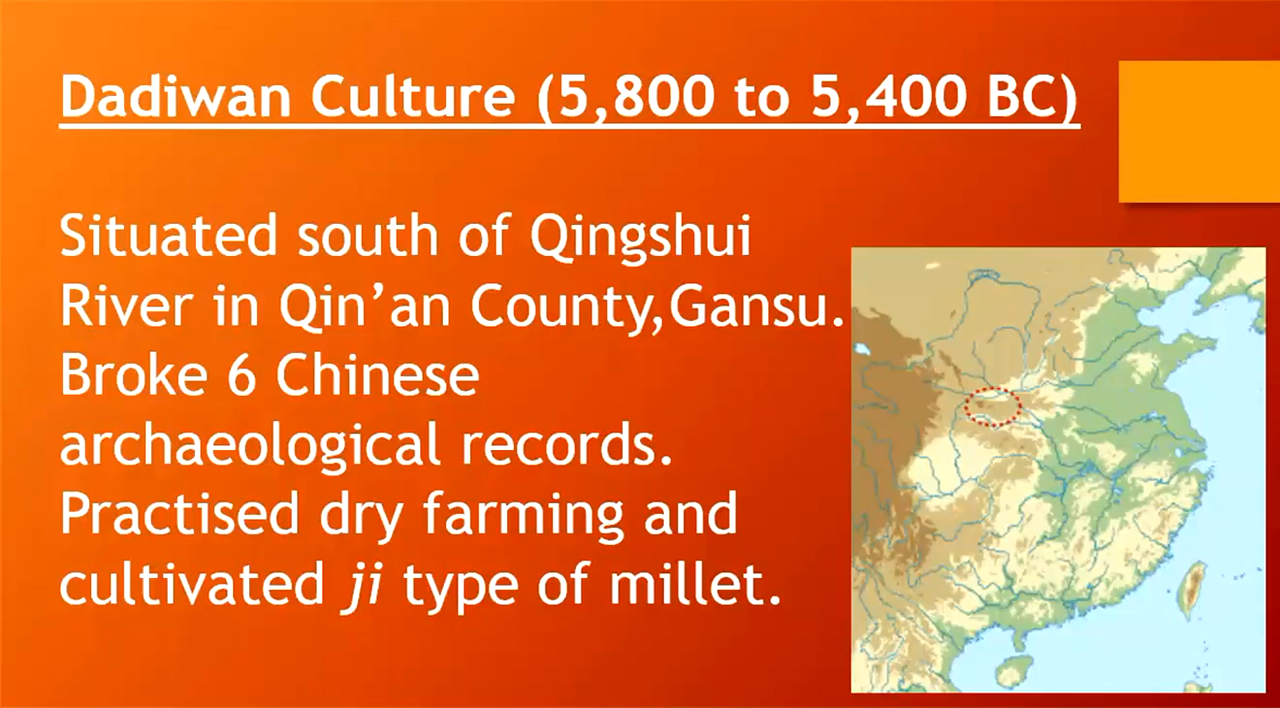 Dadiwan Culture (5,800 to 5,400 BC)
Situated south of Qingshui
River in Qin’an County,Gansu.
Broke 6 Chinese
archaeological records.
Practised dry farming and
cultivated ji type of millet.